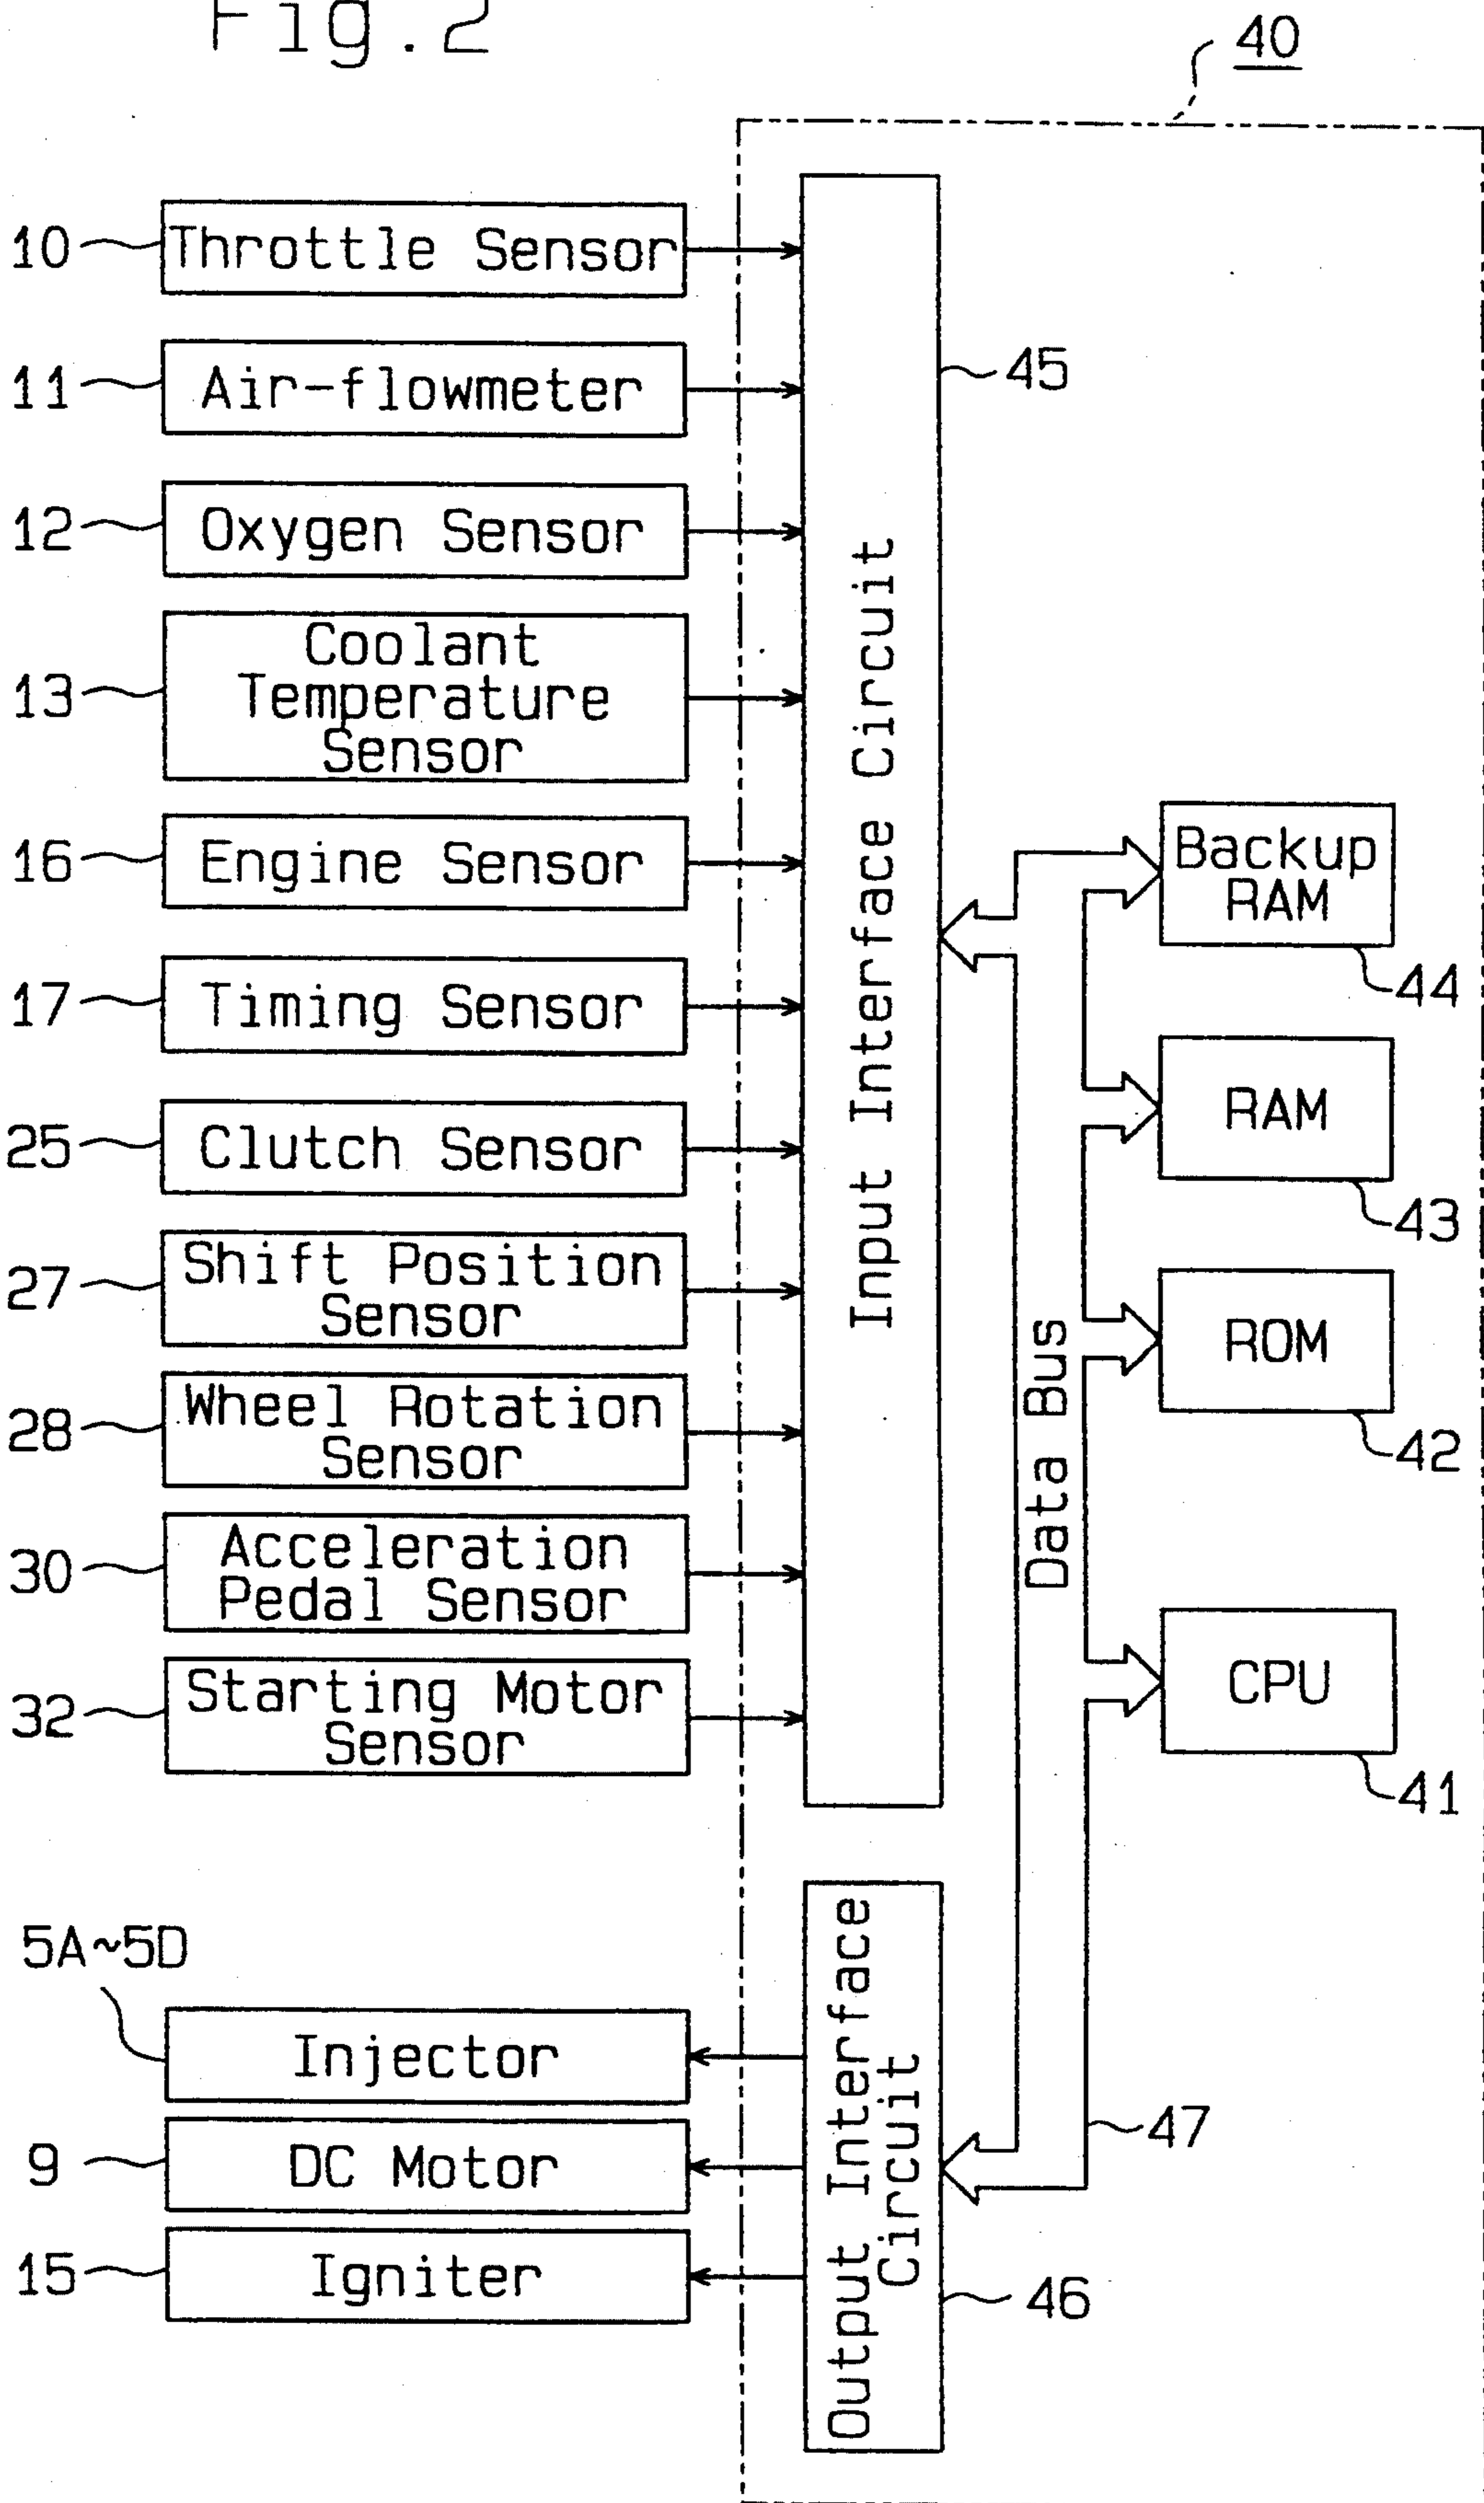 Fig.2
40
10
Throttle Sensor
11
Air-flowmeter
12
Oxygen Sensor
13
Coolant
Temperature
Sensor
16
Engine Sensor
17
Timing Sensor
25
Clutch Sensor
27
Shift Position
Sensor
28
Wheel Rotation
Sensor
30
Acceleration
Pedal Sensor
32
Starting Motor
Sensor
Input Interface Circuit
45
Backup
RAM
44
RAM
43
ROM
42
Data Bus
CPU
41
5A~5D
Injector
9
DC Motor
15
Igniter
Output Interface
Circuit
47
46